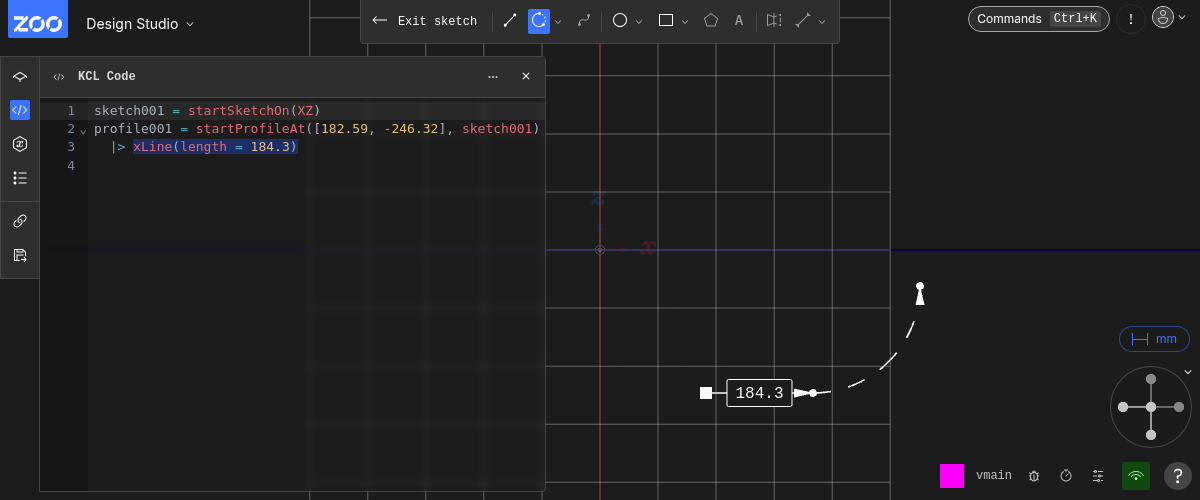 ZOO Design Studio
Exit sketch
A
Commands Ctrl+K
!
KCL Code
1 sketch001 = startSketchOn(XZ)
2 profile001 = startProfileAt([182.59, -246.32], sketch001)
3 |> xLine(length = 184.3)
4
z
x
184.3
mm
vmain
?